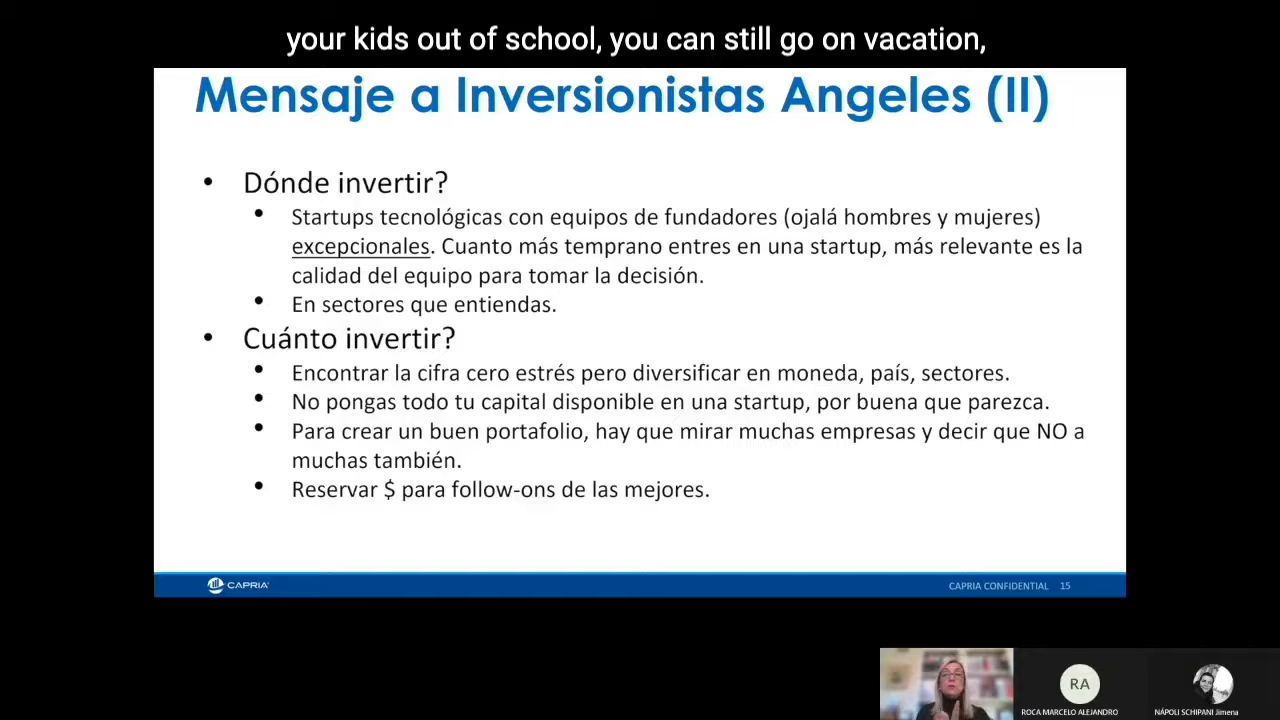 your kids out of school, you can still go on vacation,
Mensaje a Inversionistas Angeles (II)
• Dónde invertir?
• Startups tecnológicas con equipos de fundadores (ojalá hombres y mujeres)
excepcionales. Cuanto más temprano entres en una startup, más relevante es la
calidad del equipo para tomar la decisión.
• En sectores que entiendas.
• Cuánto invertir?
• Encontrar la cifra cero estrés pero diversificar en moneda, país, sectores.
• No pongas todo tu capital disponible en una startup, por buena que parezca.
• Para crear un buen portafolio, hay que mirar muchas empresas y decir que NO a
muchas también.
• Reservar $ para follow-ons de las mejores.
CAPRIA
CAPRIA CONFIDENTIAL 15
RA
ROCA MARCELO ALEJANDRO
NÁPOLI SCHIPANI Jimena